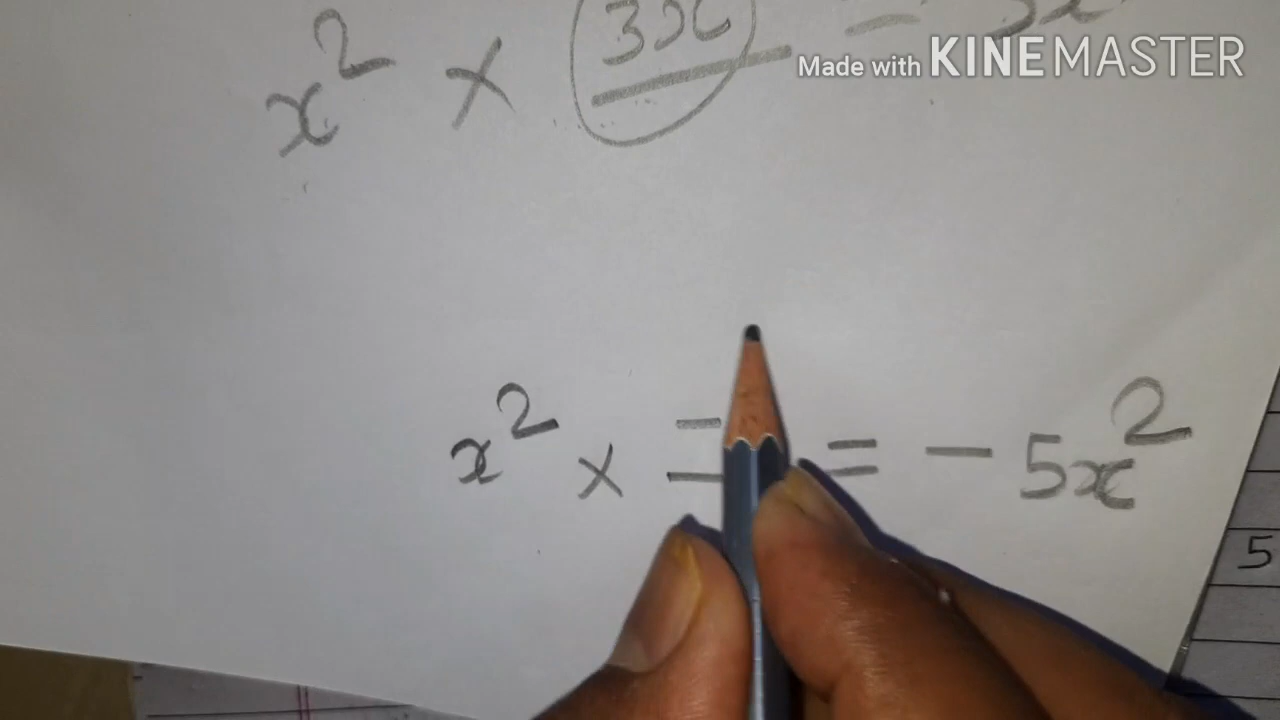 x² × 3x =
Made with KINEMASTER
x² × - = - 5x²
5